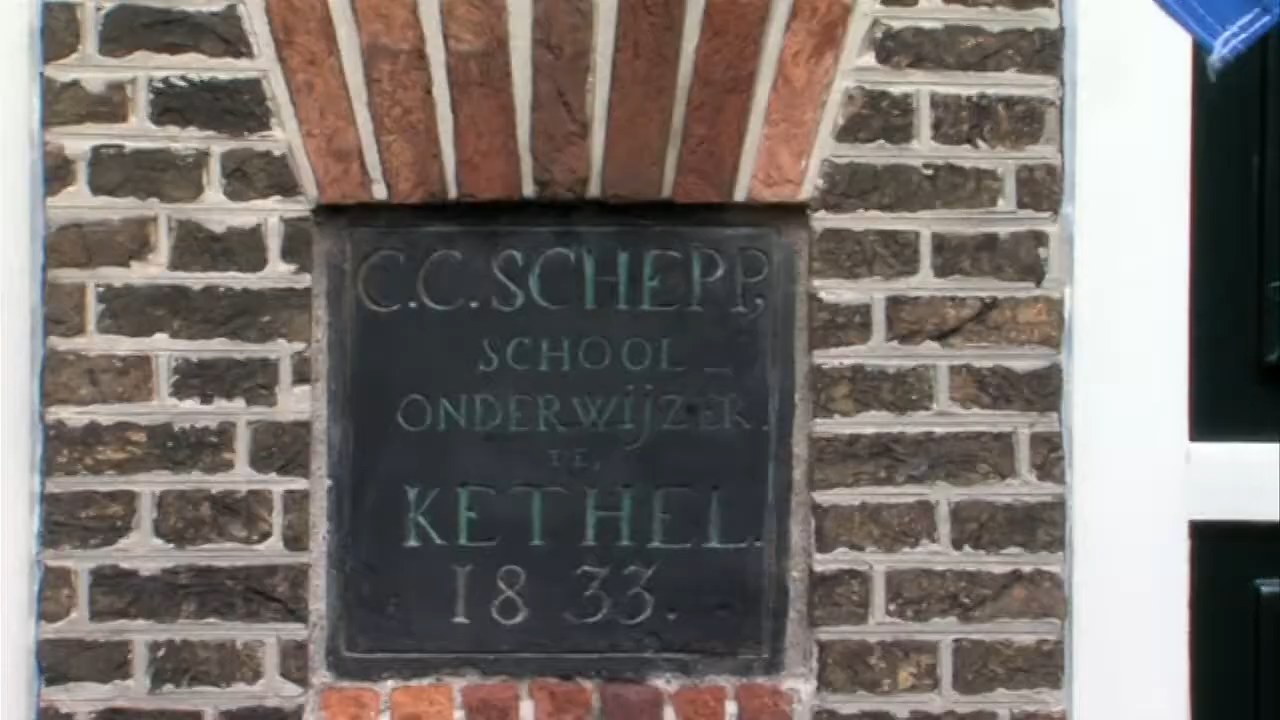 C.C. SCHEPP,
SCHOOL_
ONDERWIJZER.
TE,
KETHEL.
1833.